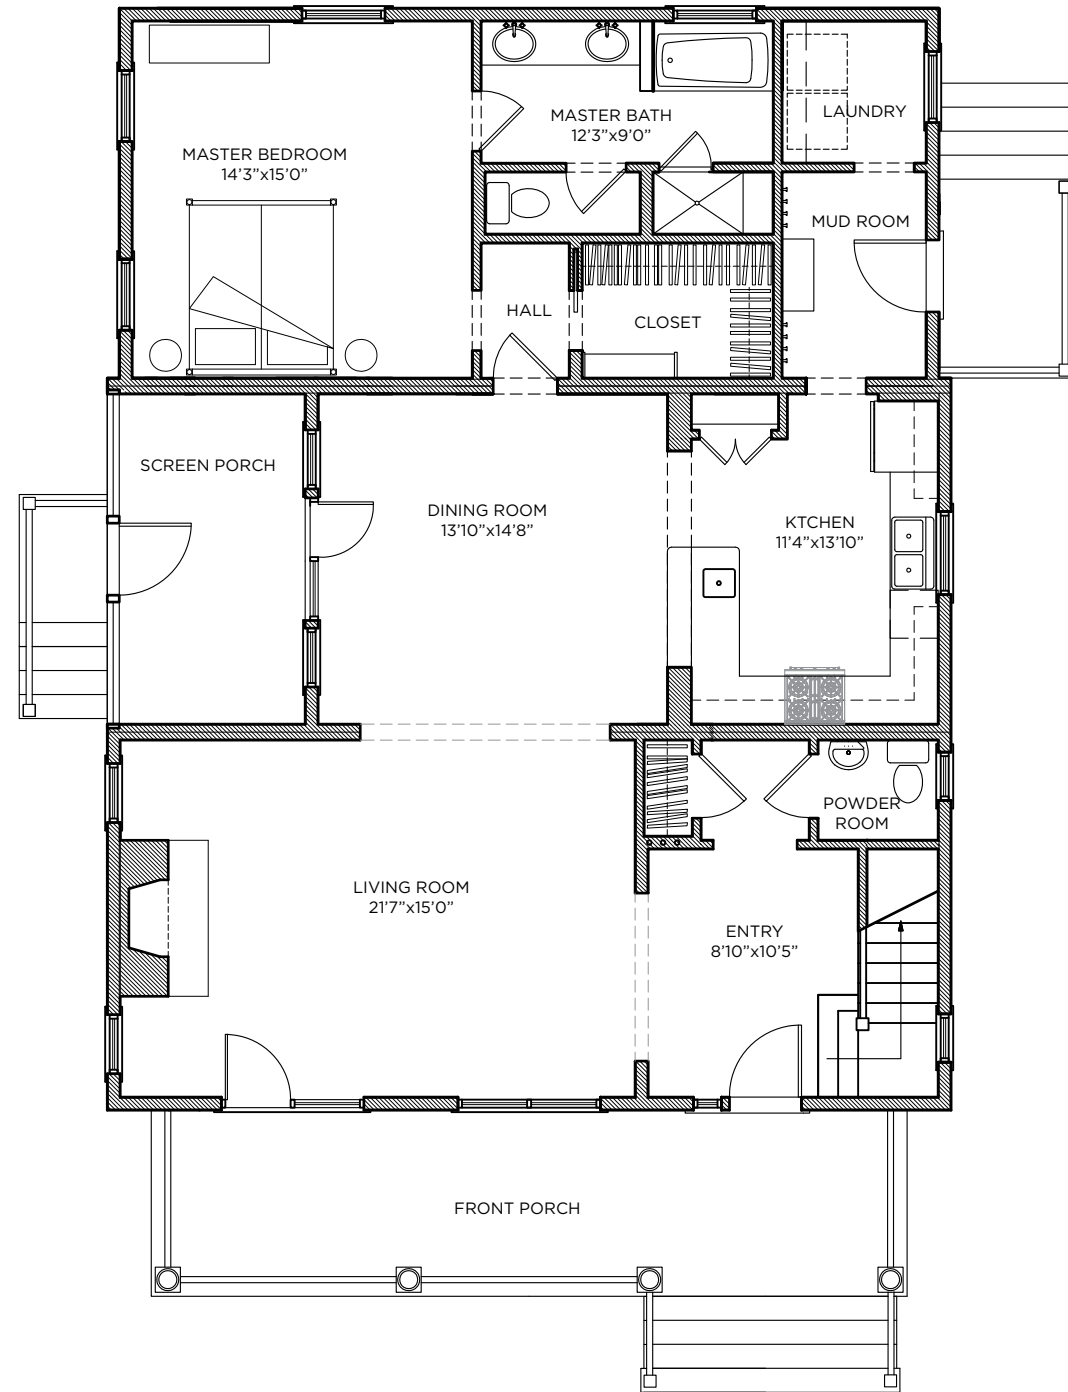 MASTER BEDROOM
14'3"x15'0"
MASTER BATH
12'3"x9'0"
LAUNDRY
MUD ROOM
HALL
CLOSET
SCREEN PORCH
DINING ROOM
13'10"x14'8"
KTCHEN
11'4"x13'10"
POWDER
ROOM
LIVING ROOM
21'7"x15'0"
ENTRY
8'10"x10'5"
FRONT PORCH